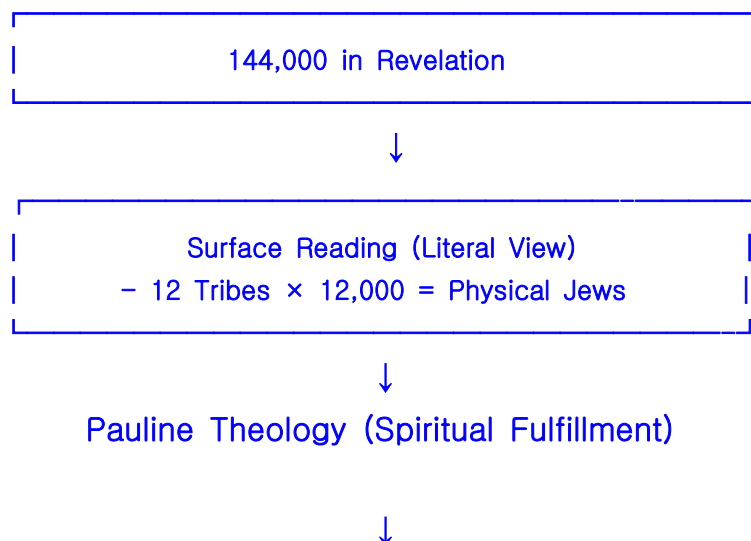 144,000 in Revelation
↓
Surface Reading (Literal View)
– 12 Tribes × 12,000 = Physical Jews
↓
Pauline Theology (Spiritual Fulfillment)
↓